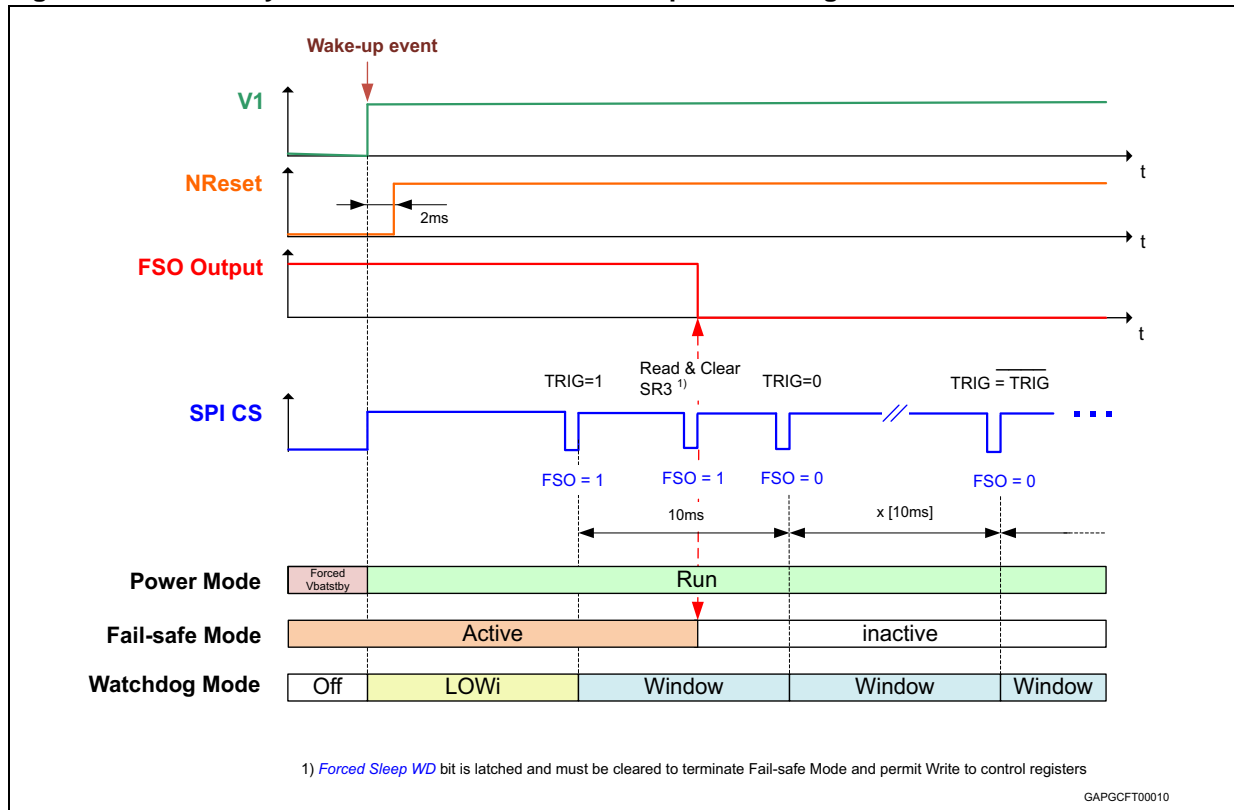 Wake-up event
V1
t
NReset
2ms
t
FSO Output
t
TRIG=1
Read & Clear
SR3 1)
TRIG=0
TRIG = TRIG
SPI CS
FSO = 1
FSO = 1
FSO = 0
FSO = 0
10ms
x [10ms]
Power Mode
Forced
Vbatstby
Run
Fail-safe Mode
Active
inactive
Watchdog Mode
Off
LOWi
Window
Window
Window
1) Forced Sleep WD bit is latched and must be cleared to terminate Fail-safe Mode and permit Write to control registers
GAPGCFT00010